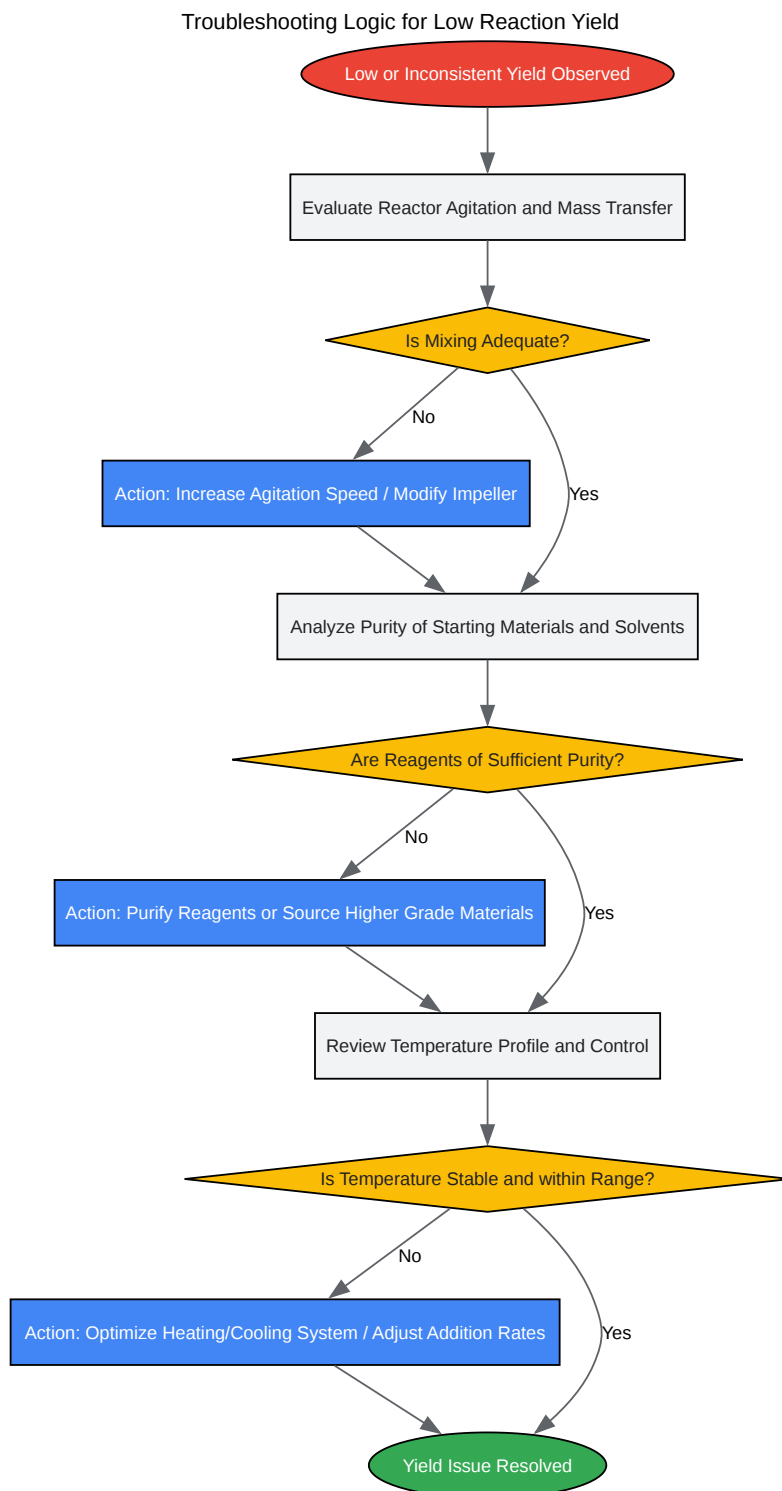 Troubleshooting Logic for Low Reaction Yield
Low or Inconsistent Yield Observed
Evaluate Reactor Agitation and Mass Transfer
Is Mixing Adequate?
No
Action: Increase Agitation Speed / Modify Impeller
Yes
Analyze Purity of Starting Materials and Solvents
Are Reagents of Sufficient Purity?
No
Action: Purify Reagents or Source Higher Grade Materials
Yes
Review Temperature Profile and Control
Is Temperature Stable and within Range?
No
Action: Optimize Heating/Cooling System / Adjust Addition Rates
Yes
Yield Issue Resolved